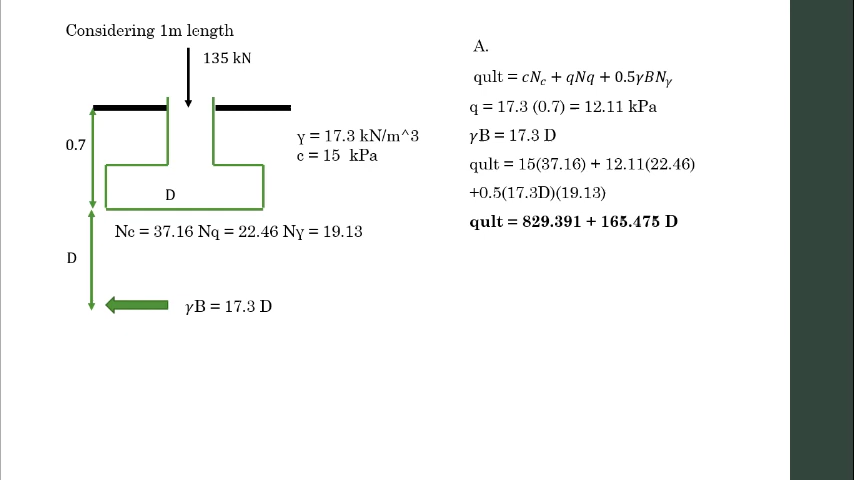 Considering 1m length
135 kN
0.7
γ = 17.3 kN/m^3
c = 15 kPa
D
Nc = 37.16 Nq = 22.46 Nγ = 19.13
D
γB = 17.3 D
A.
qult = cN꜀ + qNq + 0.5γBNᵧ
q = 17.3 (0.7) = 12.11 kPa
γB = 17.3 D
qult = 15(37.16) + 12.11(22.46)
+0.5(17.3D)(19.13)
qult = 829.391 + 165.475 D